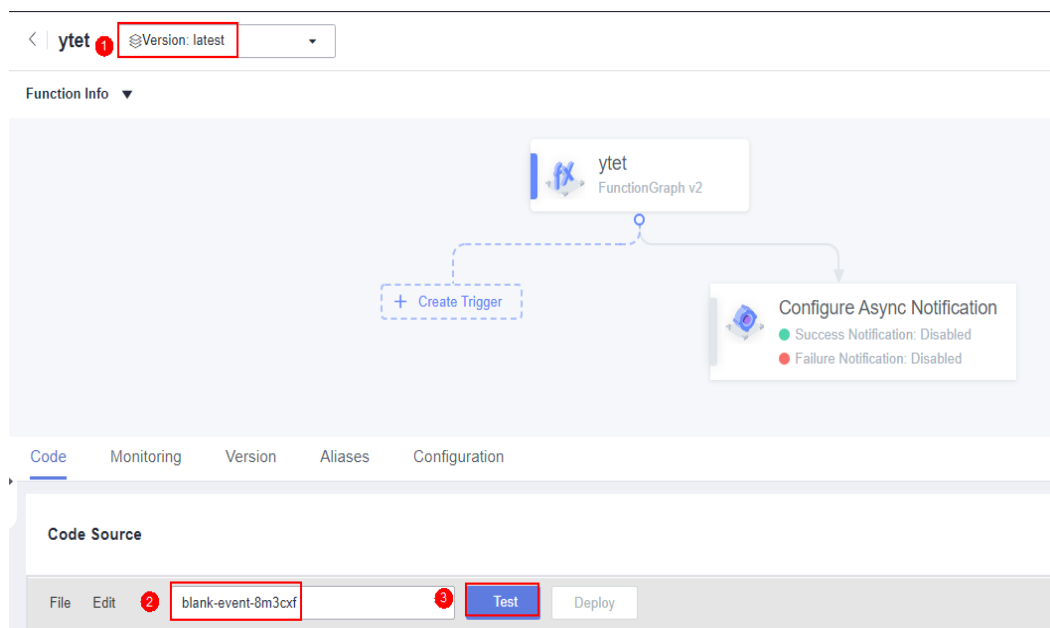 ytet 1 Version: latest
Function Info
ytet
FunctionGraph v2
+ Create Trigger
Configure Async Notification
Success Notification: Disabled
Failure Notification: Disabled
Code Monitoring Version Aliases Configuration
Code Source
File Edit 2 blank-event-8m3cxf 3 Test Deploy